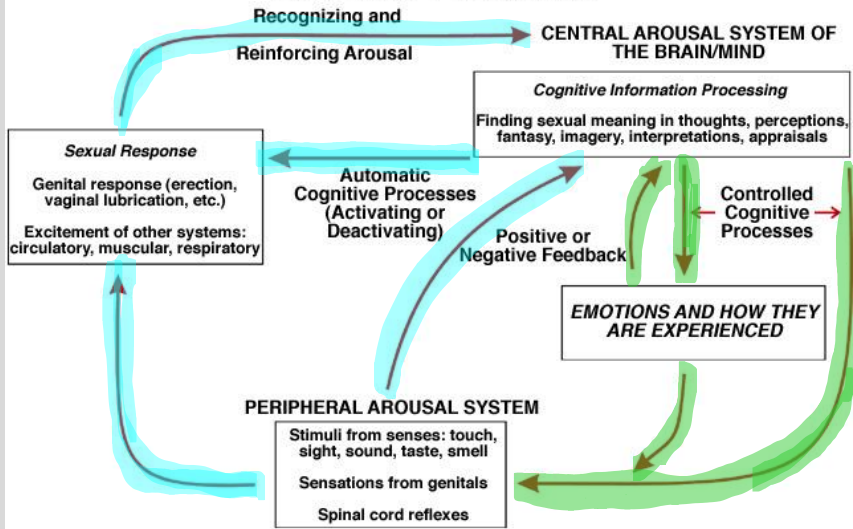 Recognizing and
Reinforcing Arousal
CENTRAL AROUSAL SYSTEM OF
THE BRAIN/MIND
Cognitive Information Processing
Finding sexual meaning in thoughts, perceptions,
fantasy, imagery, interpretations, appraisals
Sexual Response
Genital response (erection,
vaginal lubrication, etc.)
Excitement of other systems:
circulatory, muscular, respiratory
Automatic
Cognitive Processes
(Activating or
Deactivating)
Positive or
Negative Feedback
Controlled
Cognitive
Processes
EMOTIONS AND HOW THEY
ARE EXPERIENCED
PERIPHERAL AROUSAL SYSTEM
Stimuli from senses: touch,
sight, sound, taste, smell
Sensations from genitals
Spinal cord reflexes